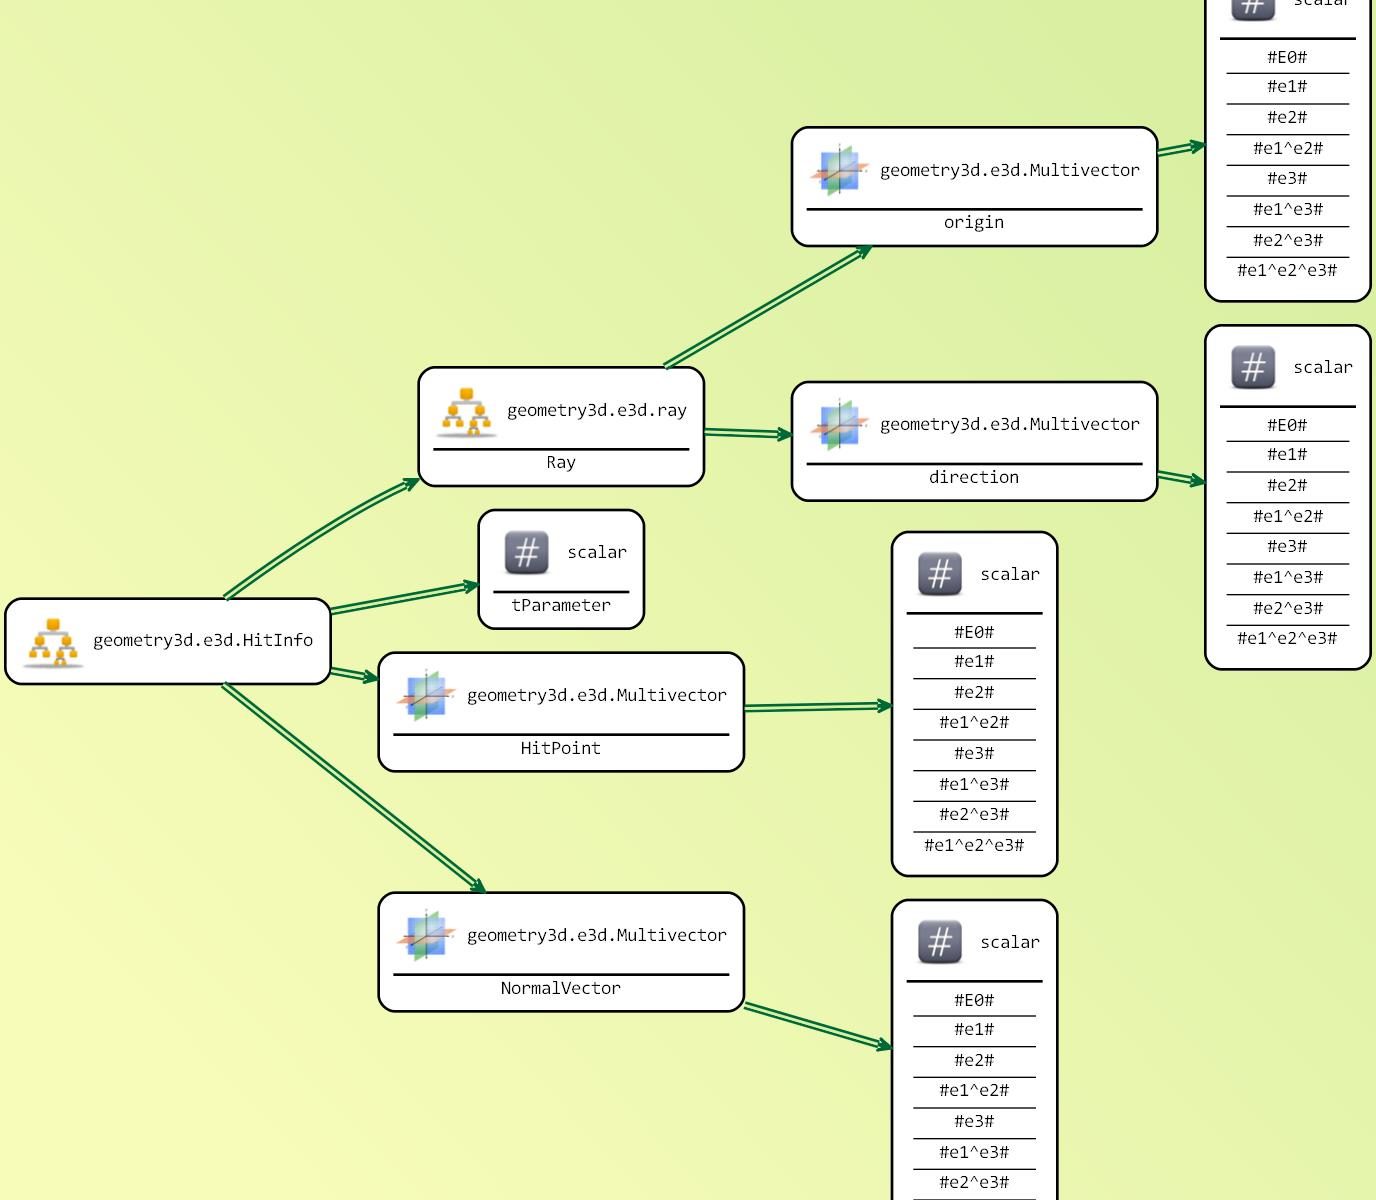 scalar
#E0#
#e1#
#e2#
#e1^e2#
#e3#
#e1^e3#
#e2^e3#
#e1^e2^e3#
geometry3d.e3d.Multivector
origin
geometry3d.e3d.ray
Ray
geometry3d.e3d.Multivector
direction
scalar
#E0#
#e1#
#e2#
#e1^e2#
#e3#
#e1^e3#
#e2^e3#
#e1^e2^e3#
scalar
tParameter
geometry3d.e3d.HitInfo
geometry3d.e3d.Multivector
HitPoint
scalar
#E0#
#e1#
#e2#
#e1^e2#
#e3#
#e1^e3#
#e2^e3#
#e1^e2^e3#
geometry3d.e3d.Multivector
NormalVector
scalar
#E0#
#e1#
#e2#
#e1^e2#
#e3#
#e1^e3#
#e2^e3#